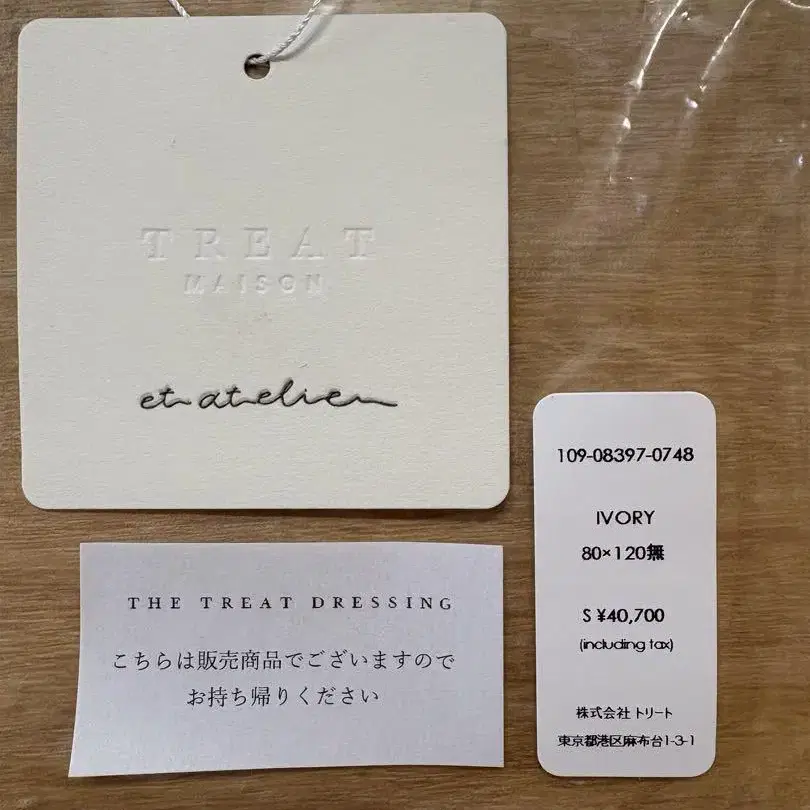 TREAT
MAISON
et atelier
THE TREAT DRESSING
こちらは販売商品でございますので
お持ち帰りください
109-08397-0748
IVORY
80×120無
S ¥40,700
(including tax)
株式会社 トリート
東京都港区麻布台1-3-1